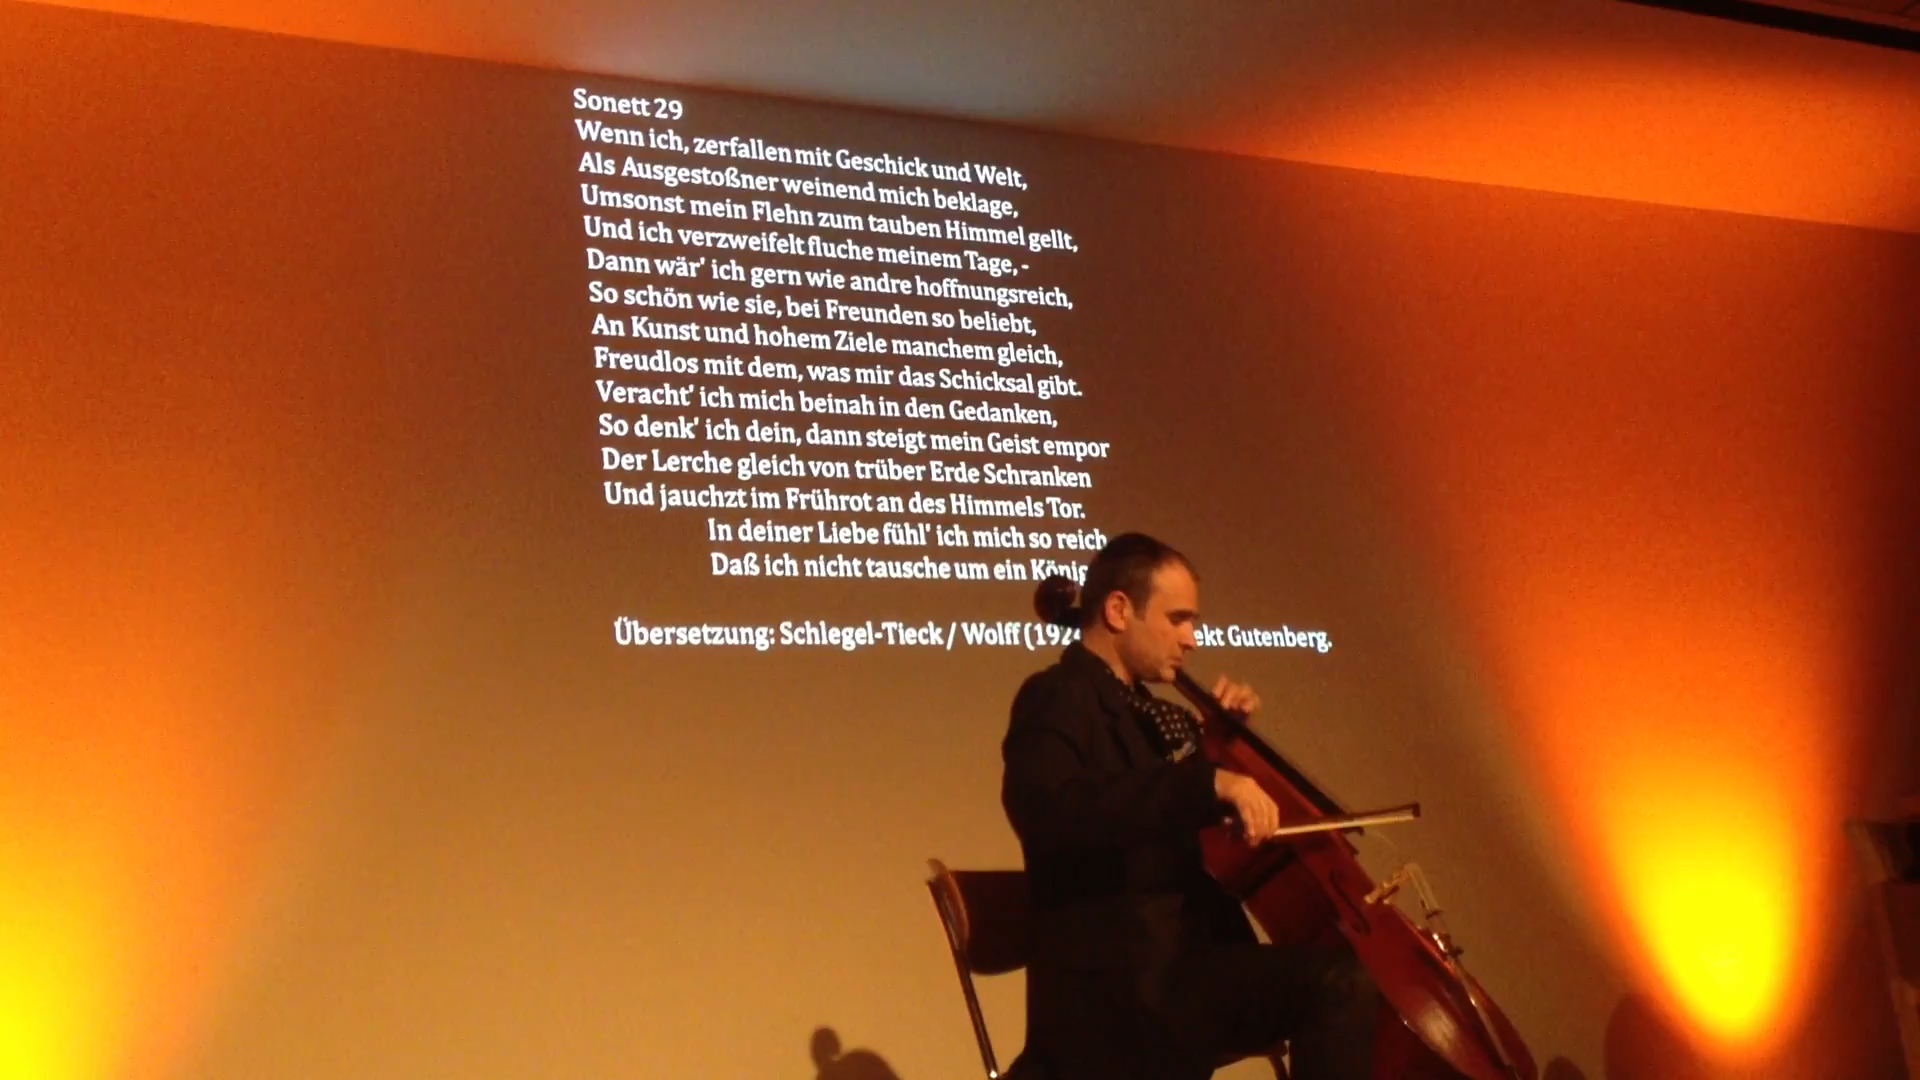 Sonett 29
Wenn ich, zerfallen mit Geschick und Welt,
Als Ausgestoßner weinend mich beklage,
Umsonst mein Flehn zum tauben Himmel gellt,
Und ich verzweifelt fluche meinem Tage, -
Dann wär' ich gern wie andre hoffnungsreich,
So schön wie sie, bei Freunden so beliebt,
An Kunst und hohem Ziele manchem gleich,
Freudlos mit dem, was mir das Schicksal gibt.
Veracht' ich mich beinah in den Gedanken,
So denk' ich dein, dann steigt mein Geist empor
Der Lerche gleich von trüber Erde Schranken
Und jauchzt im Frührot an des Himmels Tor.
In deiner Liebe fühl' ich mich so reich
Daß ich nicht tausche um ein
Übersetzung: Schlegel-Tieck / Wolff Gutenberg.